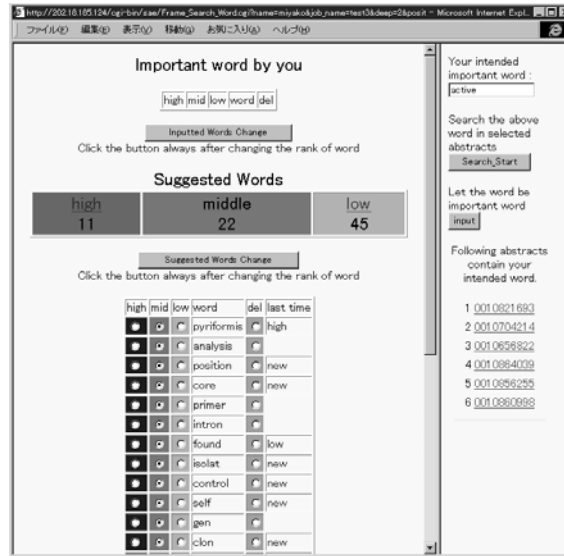 http://202.18.185.124/cgi-bin/sae/Frame_Search_Word.cgi?name=miyako&job_name=test3&deep=2&posit - Microsoft Internet Expl...
ファイル(F) 編集(E) 表示(V) 移動(G) お気に入り(A) ヘルプ(H)
Important word by you
high mid low word del
Inputted Words Change
Click the button always after changing the rank of word
Suggested Words
high middle low
11 22 45
Suggested Words Change
Click the button always after changing the rank of word
high mid low word del last time
pyriformis high
analysis
position new
core new
primer
intron
found low
isolat new
control new
self new
gen
clon new
Your intended
important word :
active
Search the above
word in selected
abstracts
Search_Start
Let the word be
important word
input
Following abstracts
contain your
intended word.
1 0010821693
2 0010704214
3 0010656822
4 0010864039
5 0010856255
6 0010860998